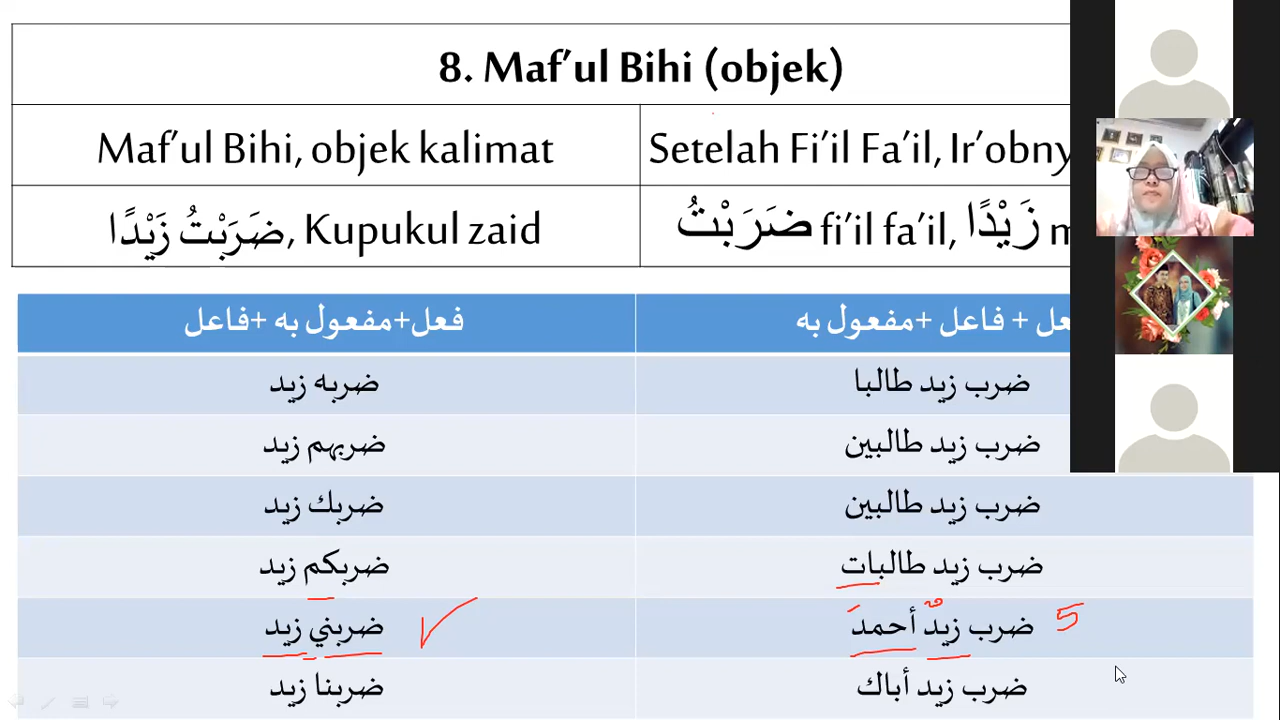 8. Maf’ul Bihi (objek)
Maf’ul Bihi, objek kalimat
Setelah Fi’il Fa’il,
ضَرَبْتُ زَيْدًا, Kupukul zaid
ضَرَبْتُ fi’il fa’il, زَيْدًا
فعل+مفعول به +فاعل
+ فاعل +مفعول به
ضربه زيد
ضرب زيد طالبا
ضربهم زيد
ضرب زيد طالبين
ضربك زيد
ضرب زيد طالبين
ضربكم زيد
ضرب زيد طالبات
ضربني زيد
ضرب زيدٌ أحمدَ 5
ضربنا زيد
ضرب زيد أباك